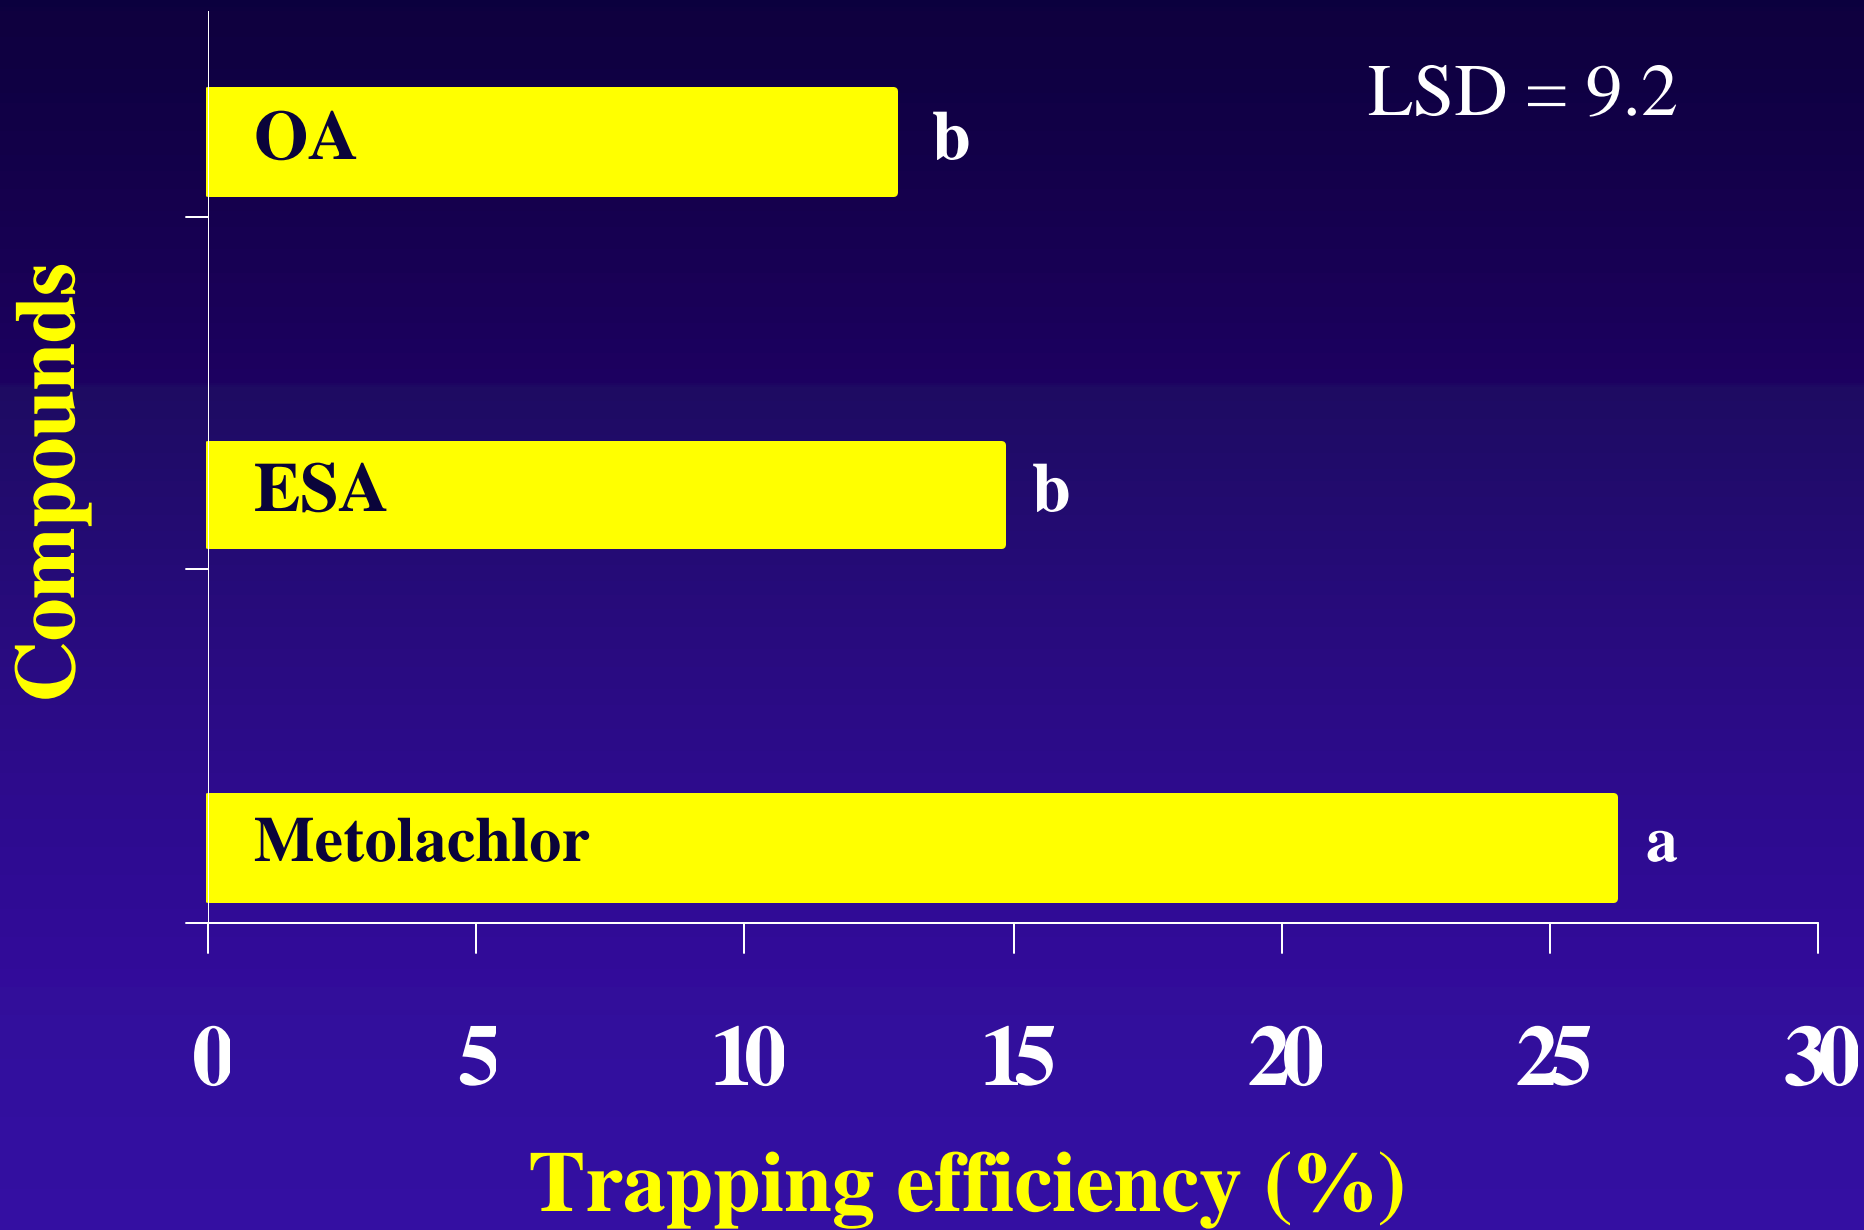 LSD = 9.2
OA b
ESA b
Metolachlor a
Compounds
0 5 10 15 20 25 30
Trapping efficiency (%)